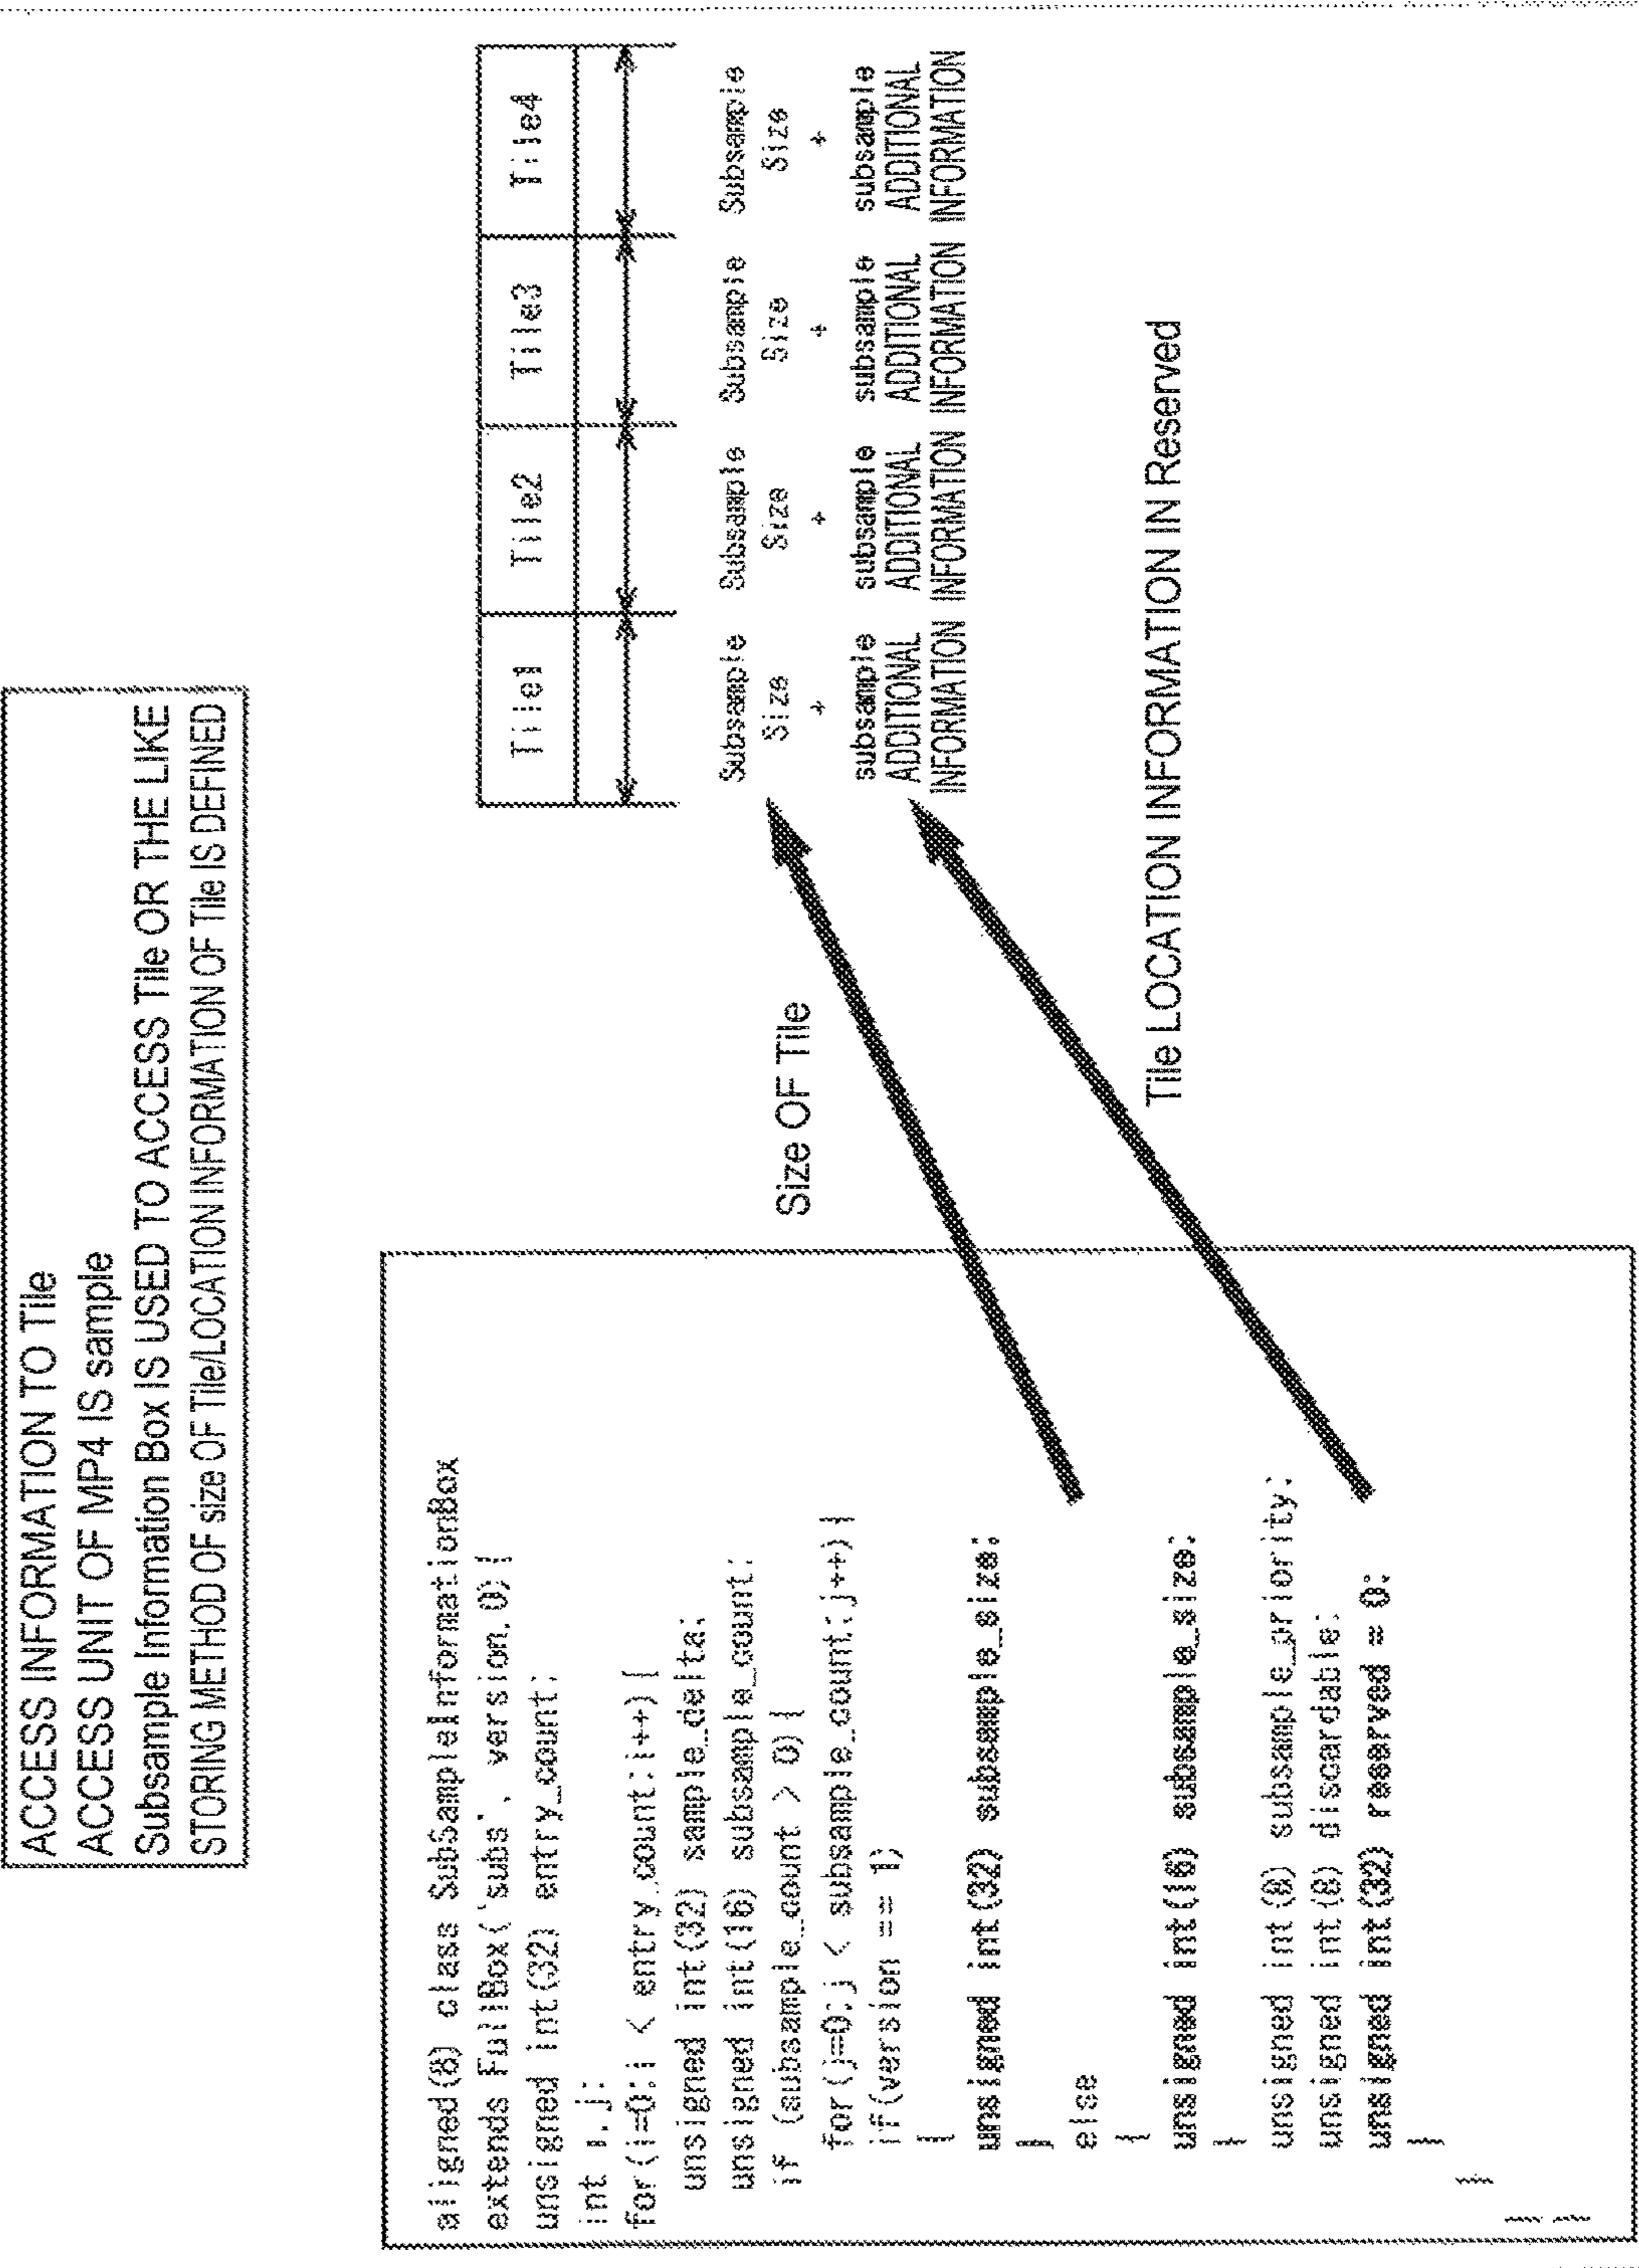 ACCESS INFORMATION TO Tile
ACCESS UNIT OF MP4 IS sample
Subsample Information Box IS USED TO ACCESS Tile OR THE LIKE
STORING METHOD OF size OF Tile/LOCATION INFORMATION OF Tile IS DEFINED
aligned(8) class SubSampleInformationBox
extends FullBox('subs', version, 0) {
unsigned int(32) entry_count;
int i,j;
for(i=0;i < entry_count;i++){
unsigned int(32) sample_delta;
unsigned int(16) subsample_count;
if (subsample_count > 0) {
for(j=0;j < subsample_count;j++) {
if(version == 1)
{
unsigned int(32) subsample_size;
}
else
{
unsigned int(16) subsample_size;
}
unsigned int(8) subsample_priority;
unsigned int(8) discardable;
unsigned int(32) reserved = 0;
}
}
}
}
Size OF Tile
Tile LOCATION INFORMATION IN Reserved
Tile1 Tile2 Tile3 Tile4
Subsample Subsample Subsample Subsample
Size Size Size Size
+ + + +
subsample subsample subsample subsample
ADDITIONAL ADDITIONAL ADDITIONAL ADDITIONAL
INFORMATION INFORMATION INFORMATION INFORMATION